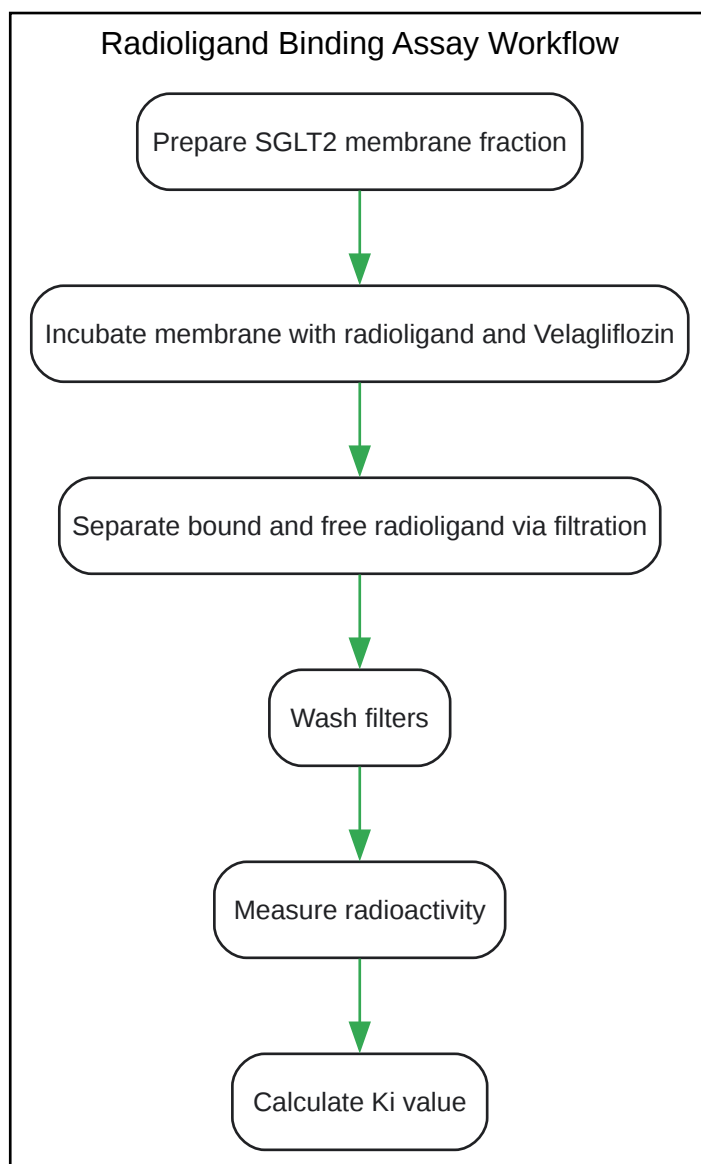 Radioligand Binding Assay Workflow
Prepare SGLT2 membrane fraction
Incubate membrane with radioligand and Velagliflozin
Separate bound and free radioligand via filtration
Wash filters
Measure radioactivity
Calculate Ki value